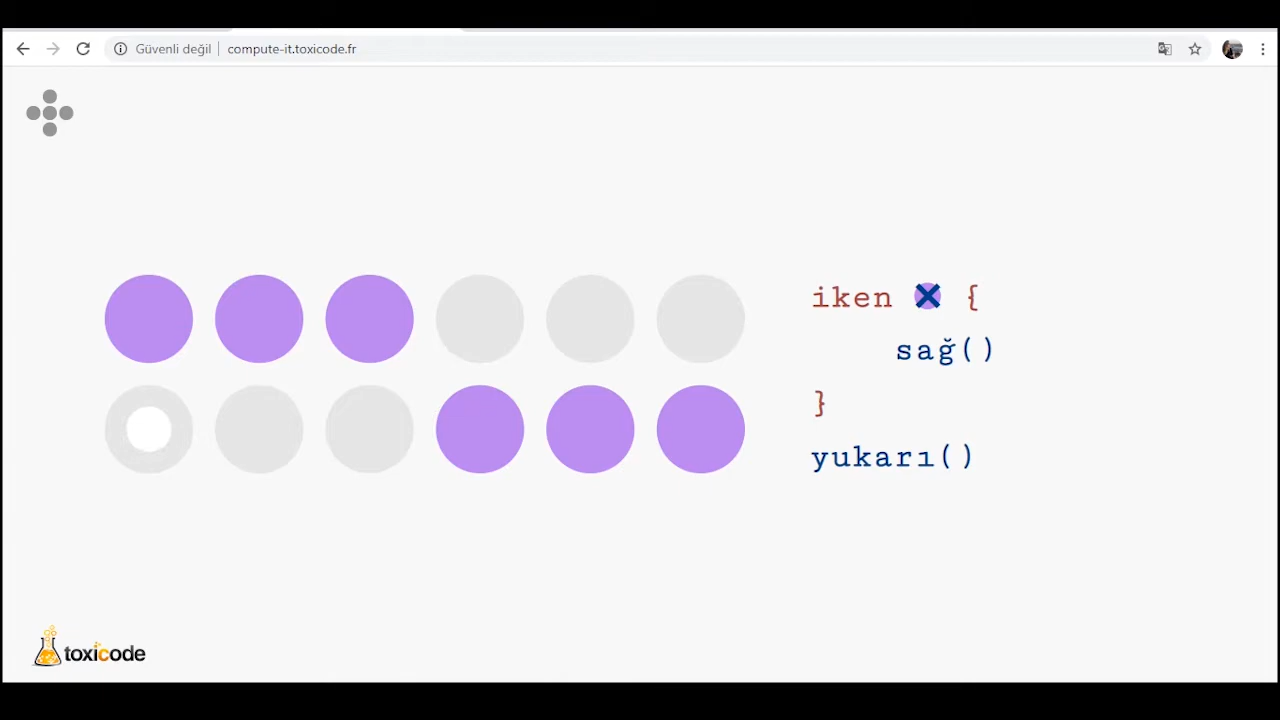 Güvenli değil compute-it.toxicode.fr
iken {
sağ()
}
yukarı()
toxicode